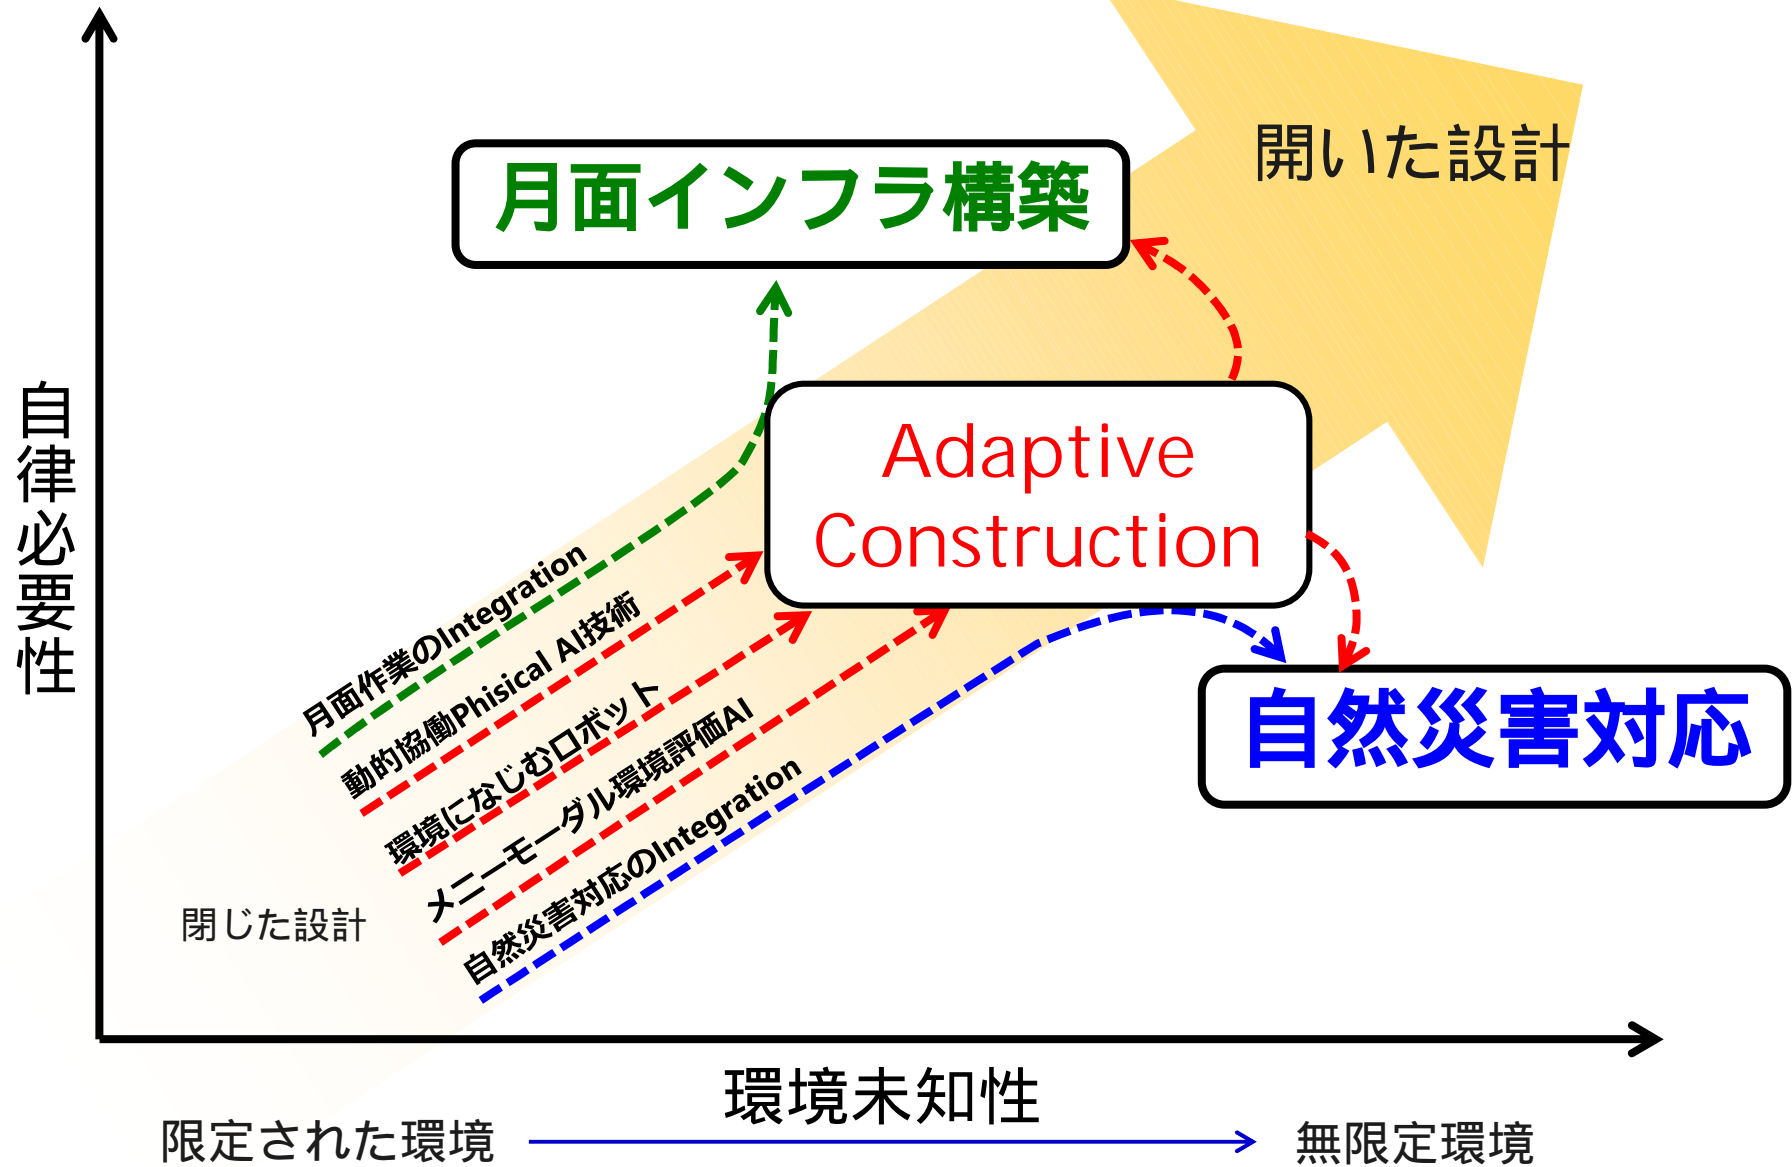 開いた設計
月面インフラ構築
自律必要性
Adaptive
Construction
月面作業のIntegration
動的協働Phisical AI技術
環境になじむロボット
メニーモーダル環境評価AI
自然災害対応のIntegration
自然災害対応
閉じた設計
環境未知性
限定された環境
無限定環境